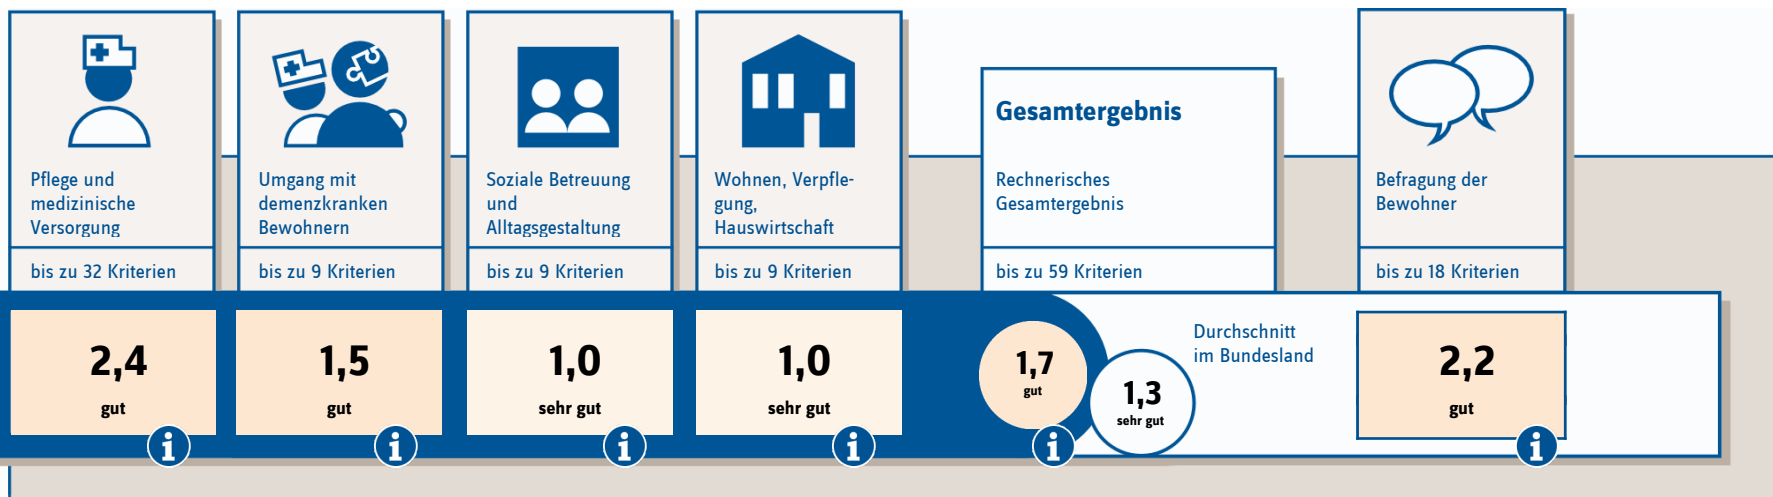 Pflege und
medizinische
Versorgung
bis zu 32 Kriterien
2,4
gut
Umgang mit
demenzkranken
Bewohnern
bis zu 9 Kriterien
1,5
gut
Soziale Betreuung
und
Alltagsgestaltung
bis zu 9 Kriterien
1,0
sehr gut
Wohnen, Verpfle-
gung,
Hauswirtschaft
bis zu 9 Kriterien
1,0
sehr gut
Gesamtergebnis
Rechnerisches
Gesamtergebnis
bis zu 59 Kriterien
1,7
gut
1,3
sehr gut
Durchschnitt
im Bundesland
Befragung der
Bewohner
bis zu 18 Kriterien
2,2
gut